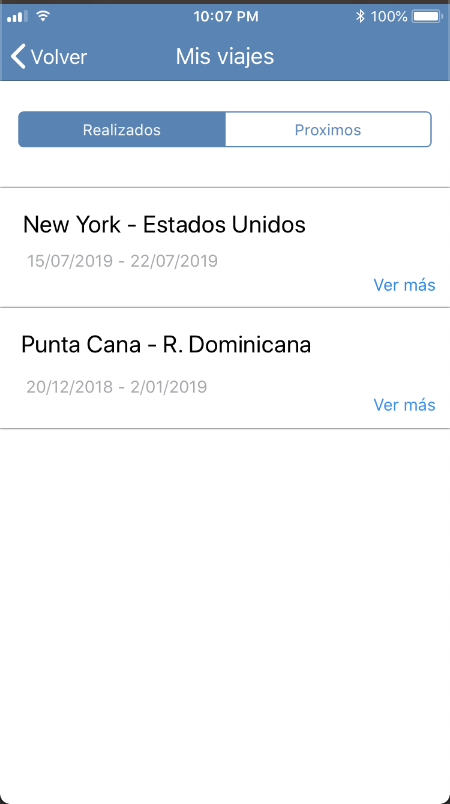 10:07 PM 100%
Volver Mis viajes
Realizados Proximos
New York - Estados Unidos
15/07/2019 - 22/07/2019
Ver más
Punta Cana - R. Dominicana
20/12/2018 - 2/01/2019
Ver más